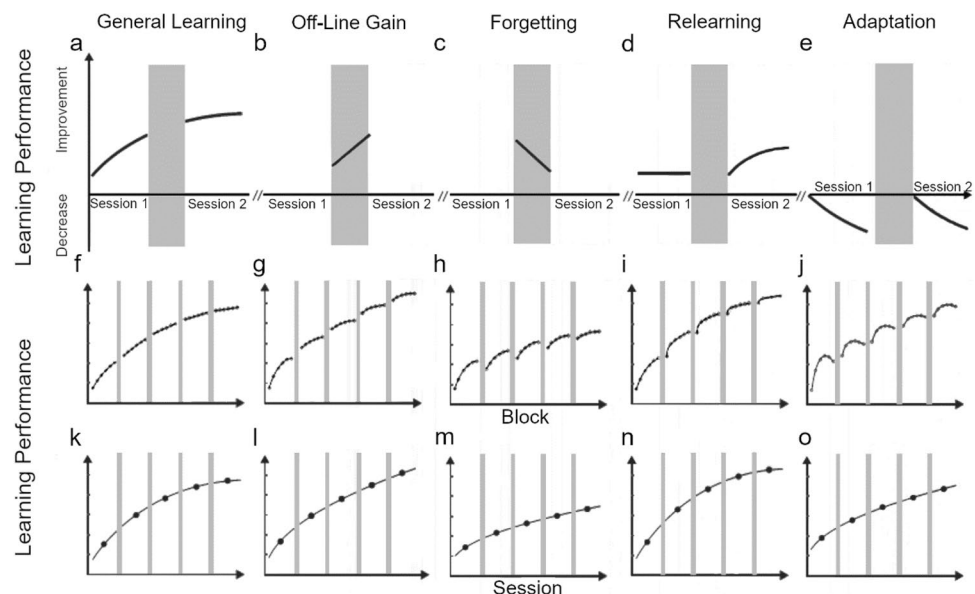 General Learning
Off-Line Gain
Forgetting
Relearning
Adaptation
a
b
c
d
e
Learning Performance
Improvement
Decrease
Session 1
Session 2
Session 1
Session 2
Session 1
Session 2
Session 1
Session 2
Session 1
Session 2
f
g
h
i
j
Learning Performance
Block
k
l
m
n
o
Session